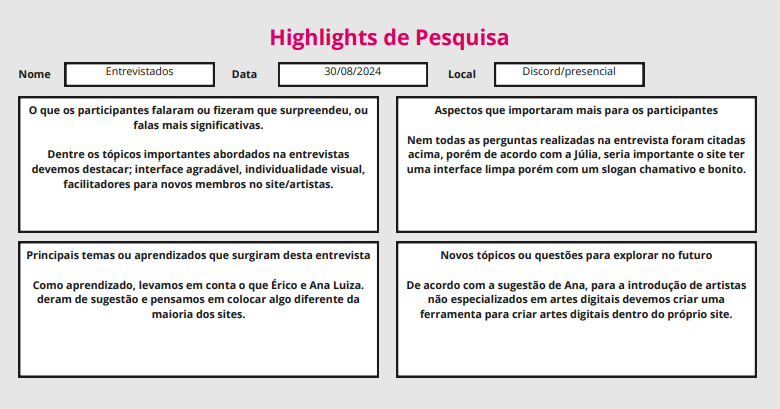 Highlights de Pesquisa
Nome Entrevistados Data 30/08/2024 Local Discord/presencial
O que os participantes falaram ou fizeram que surpreendeu, ou
falas mais significativas.
Dentre os tópicos importantes abordados na entrevistas
devemos destacar; interface agradável, individualidade visual,
facilitadores para novos membros no site/artistas.
Aspectos que importaram mais para os participantes
Nem todas as perguntas realizadas na entrevista foram citadas
acima, porém de acordo com a Júlia, seria importante o site ter
uma interface limpa porém com um slogan chamativo e bonito.
Principais temas ou aprendizados que surgiram desta entrevista
Como aprendizado, levamos em conta o que Érico e Ana Luiza.
deram de sugestão e pensamos em colocar algo diferente da
maioria dos sites.
Novos tópicos ou questões para explorar no futuro
De acordo com a sugestão de Ana, para a introdução de artistas
não especializados em artes digitais devemos criar uma
ferramenta para criar artes digitais dentro do próprio site.